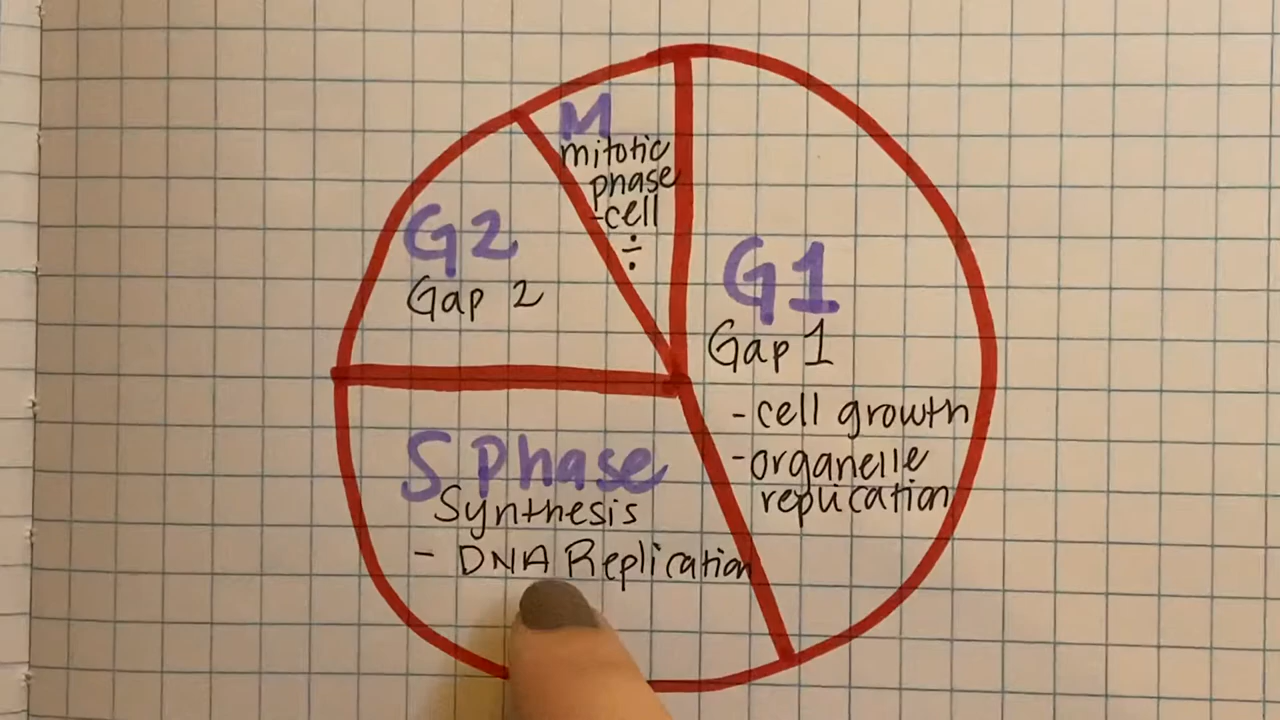 M
mitotic
phase
-cell
÷
G2
Gap 2
G1
Gap 1
- cell growth
- organelle
replication
S Phase
Synthesis
- DNA Replication